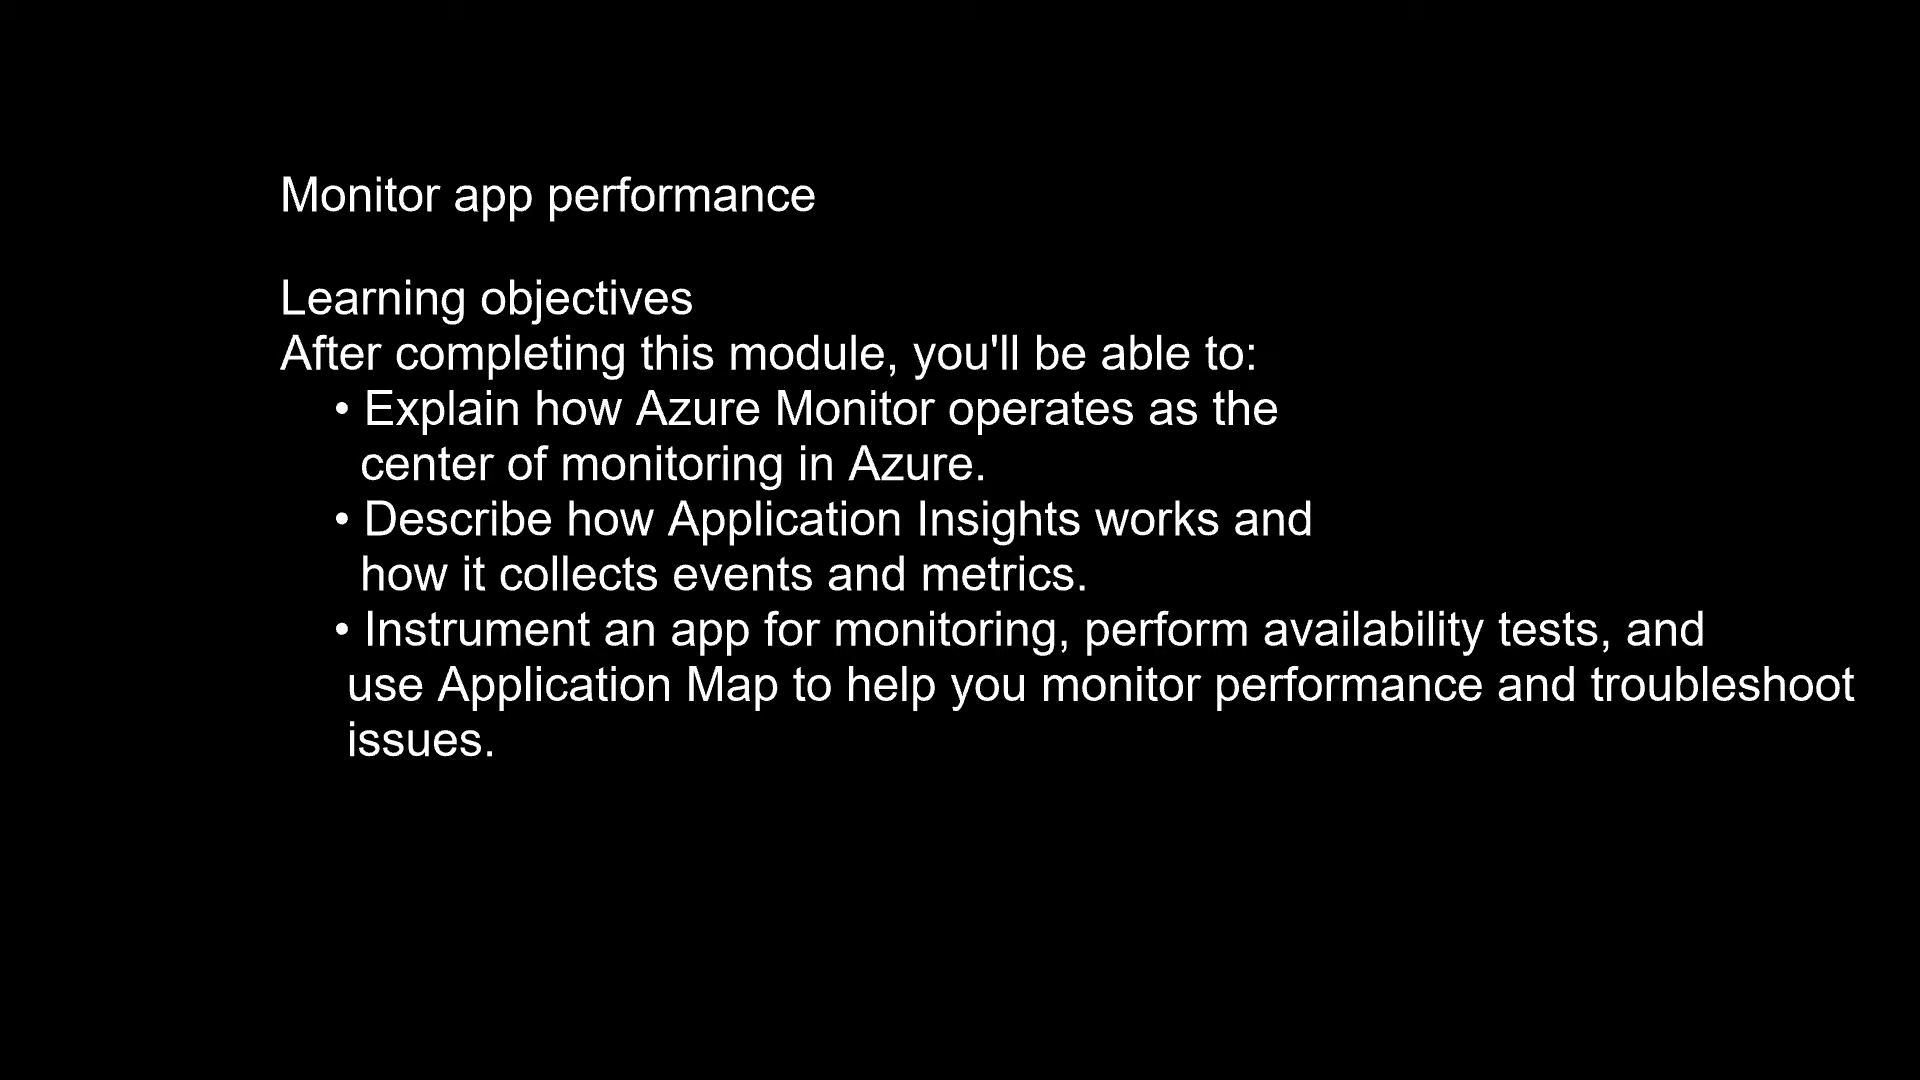 Monitor app performance
Learning objectives
After completing this module, you'll be able to:
• Explain how Azure Monitor operates as the
center of monitoring in Azure.
• Describe how Application Insights works and
how it collects events and metrics.
• Instrument an app for monitoring, perform availability tests, and
use Application Map to help you monitor performance and troubleshoot
issues.